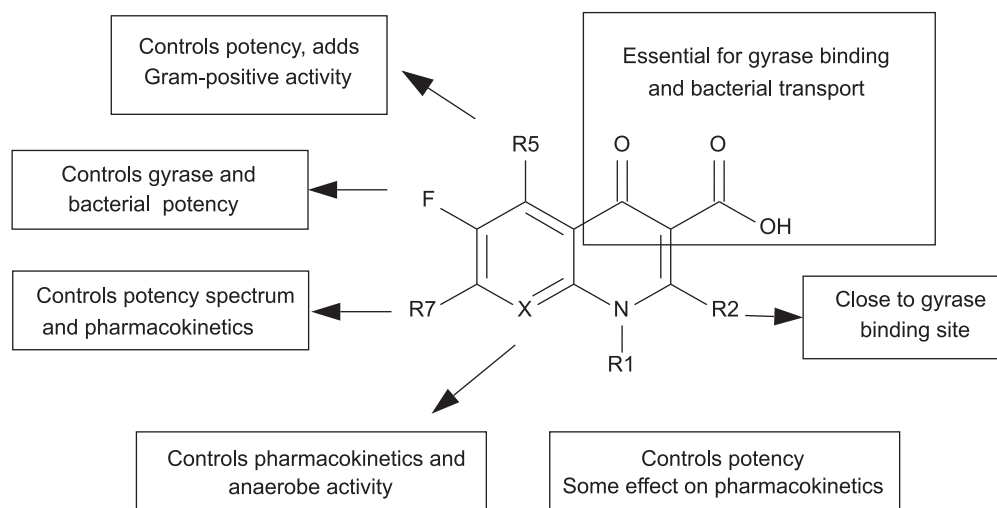 Controls potency, adds
Gram-positive activity
Essential for gyrase binding
and bacterial transport
R5
O
O
Controls gyrase and
bacterial potency
F
OH
Controls potency spectrum
and pharmacokinetics
R7
X
N
R2
Close to gyrase
binding site
R1
Controls pharmacokinetics and
anaerobe activity
Controls potency
Some effect on pharmacokinetics